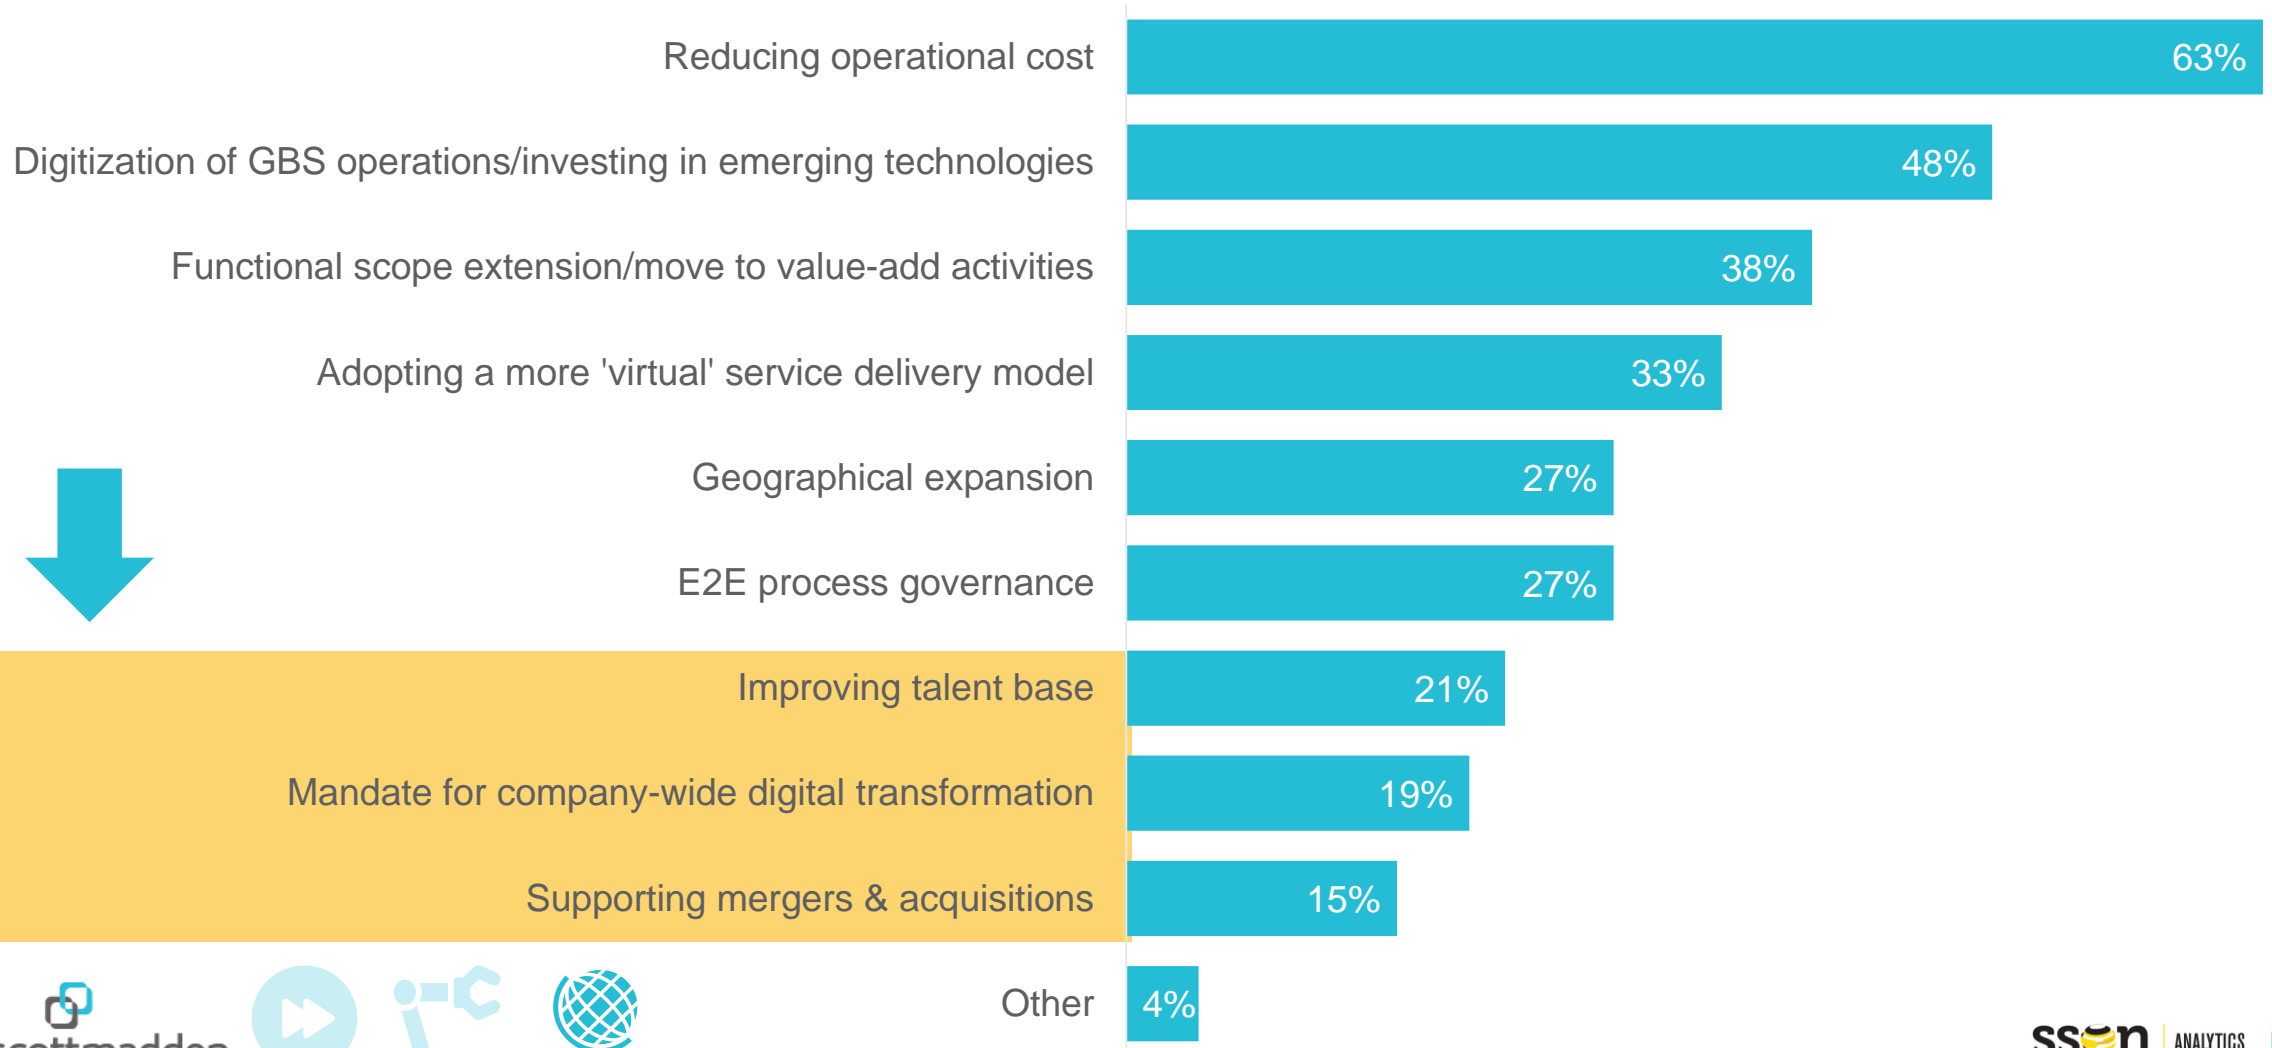 Reducing operational cost 63%
Digitization of GBS operations/investing in emerging technologies 48%
Functional scope extension/move to value-add activities 38%
Adopting a more 'virtual' service delivery model 33%
Geographical expansion 27%
E2E process governance 27%
Improving talent base 21%
Mandate for company-wide digital transformation 19%
Supporting mergers & acquisitions 15%
Other 4%
scottmadden
sson ANALYTICS